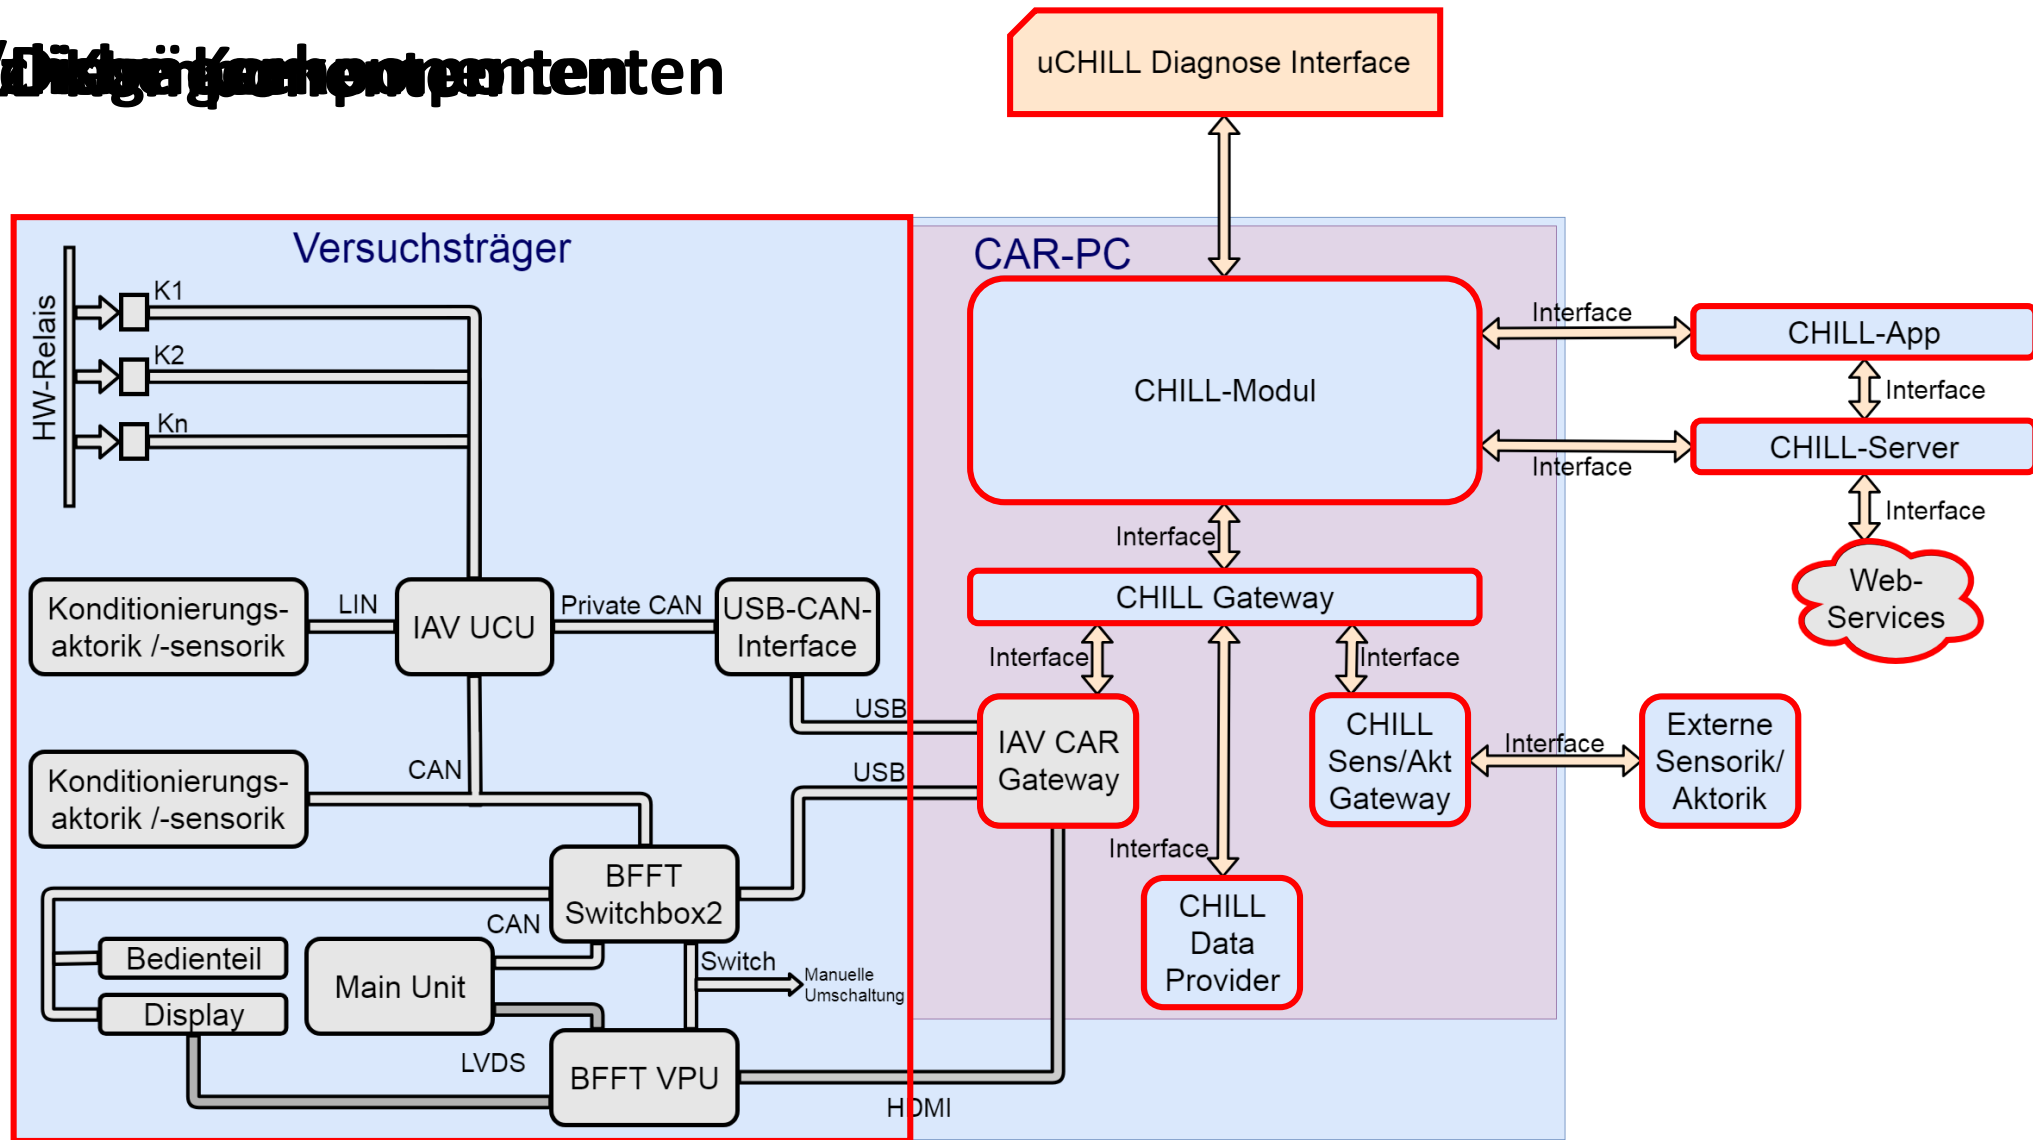 uCHILL Diagnose Interface
Versuchsträger
CAR-PC
HW-Relais
K1
K2
Kn
CHILL-Modul
Interface
CHILL-App
Interface
CHILL-Server
Interface
Interface
Web-
Services
Interface
CHILL Gateway
Konditionierungs-
aktorik /-sensorik
LIN
IAV UCU
Private CAN
USB-CAN-
Interface
Interface
Interface
USB
IAV CAR
Gateway
CHILL
Sens/Akt
Gateway
Interface
Externe
Sensorik/
Aktorik
Konditionierungs-
aktorik /-sensorik
CAN
USB
Interface
BFFT
Switchbox2
CHILL
Data
Provider
CAN
Bedienteil
Display
Main Unit
Switch
Manuelle
Umschaltung
LVDS
BFFT VPU
HDMI